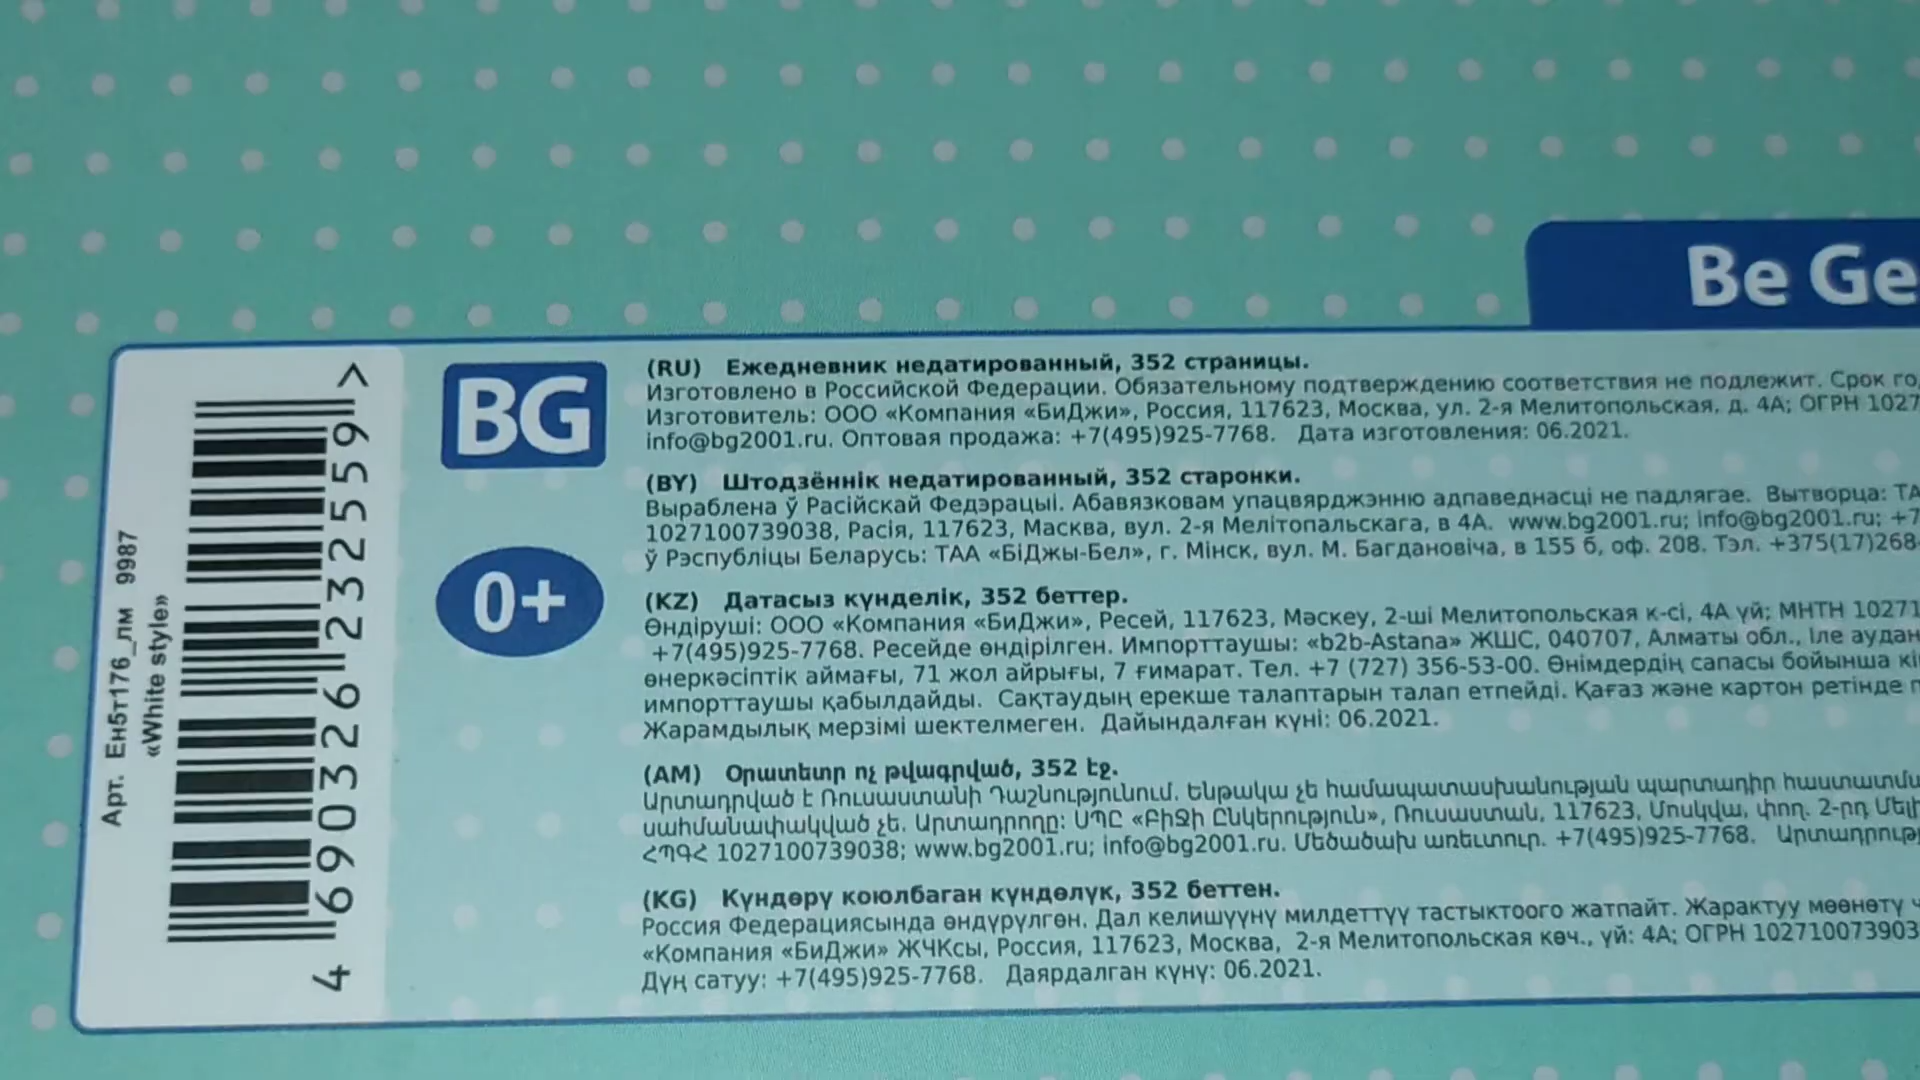 Be Ge
BG
0+
Арт. Ен5т176_лм 9987
«White style»
4 690326 232559 >
(RU) Ежедневник недатированный, 352 страницы.
Изготовлено в Российской Федерации. Обязательному подтверждению соответствия не подлежит. Срок го
Изготовитель: ООО «Компания «БиДжи», Россия, 117623, Москва, ул. 2-я Мелитопольская, д. 4А; ОГРН 1027
info@bg2001.ru. Оптовая продажа: +7(495)925-7768. Дата изготовления: 06.2021.
(BY) Штодзённік недатированный, 352 старонки.
Выраблена ў Расійскай Федэрацыі. Абавязковам упацвярджэнню адпаведнасці не падлягае. Вытворца: ТА
1027100739038, Расія, 117623, Масква, вул. 2-я Мелітопальскага, в 4А. www.bg2001.ru; info@bg2001.ru; +7
ў Рэспубліцы Беларусь: ТАА «БіДжы-Бел», г. Мінск, вул. М. Багдановіча, в 155 б, оф. 208. Тэл. +375(17)268-
(KZ) Датасыз күнделік, 352 беттер.
Өндіруші: ООО «Компания «БиДжи», Ресей, 117623, Мәскеу, 2-ші Мелитопольская к-сі, 4А үй; МНТН 10271
+7(495)925-7768. Ресейде өндірілген. Импорттаушы: «b2b-Astana» ЖШС, 040707, Алматы обл., Іле аудан
өнеркәсіптік аймағы, 71 жол айрығы, 7 ғимарат. Тел. +7 (727) 356-53-00. Өнімдердің сапасы бойынша кі
импорттаушы қабылдайды. Сақтаудың ерекше талаптарын талап етпейді. Қағаз және картон ретінде
Жарамдылық мерзімі шектелмеген. Дайындалған күні: 06.2021.
(AM) Օրատետր ոչ թվագրված, 352 էջ.
Արտադրված է Ռուսաստանի Դաշնությունում. Ենթակա չե համապատասխանության պարտադիր հաստատմա
սահմանափակված չե. Արտադրողը: ՍՊԸ «ԲիՋի Ընկերություն», Ռուսաստան, 117623, Մոսկվա, փող. 2-րդ Մելի
ՀՊԳՀ 1027100739038; www.bg2001.ru; info@bg2001.ru. Մեծածախ առեւտուր. +7(495)925-7768. Արտադրությ
(KG) Күндөрү коюлбаган күндөлүк, 352 беттен.
Россия Федерациясында өндүрүлгөн. Дал келишүүнү милдеттүү тастыктоого жатпайт. Жарактуу мөөнөтү ч
«Компания «БиДжи» ЖЧКсы, Россия, 117623, Москва, 2-я Мелитопольская көч., үй: 4А; ОГРН 102710073903
Дүң сатуу: +7(495)925-7768. Даярдалган күнү: 06.2021.